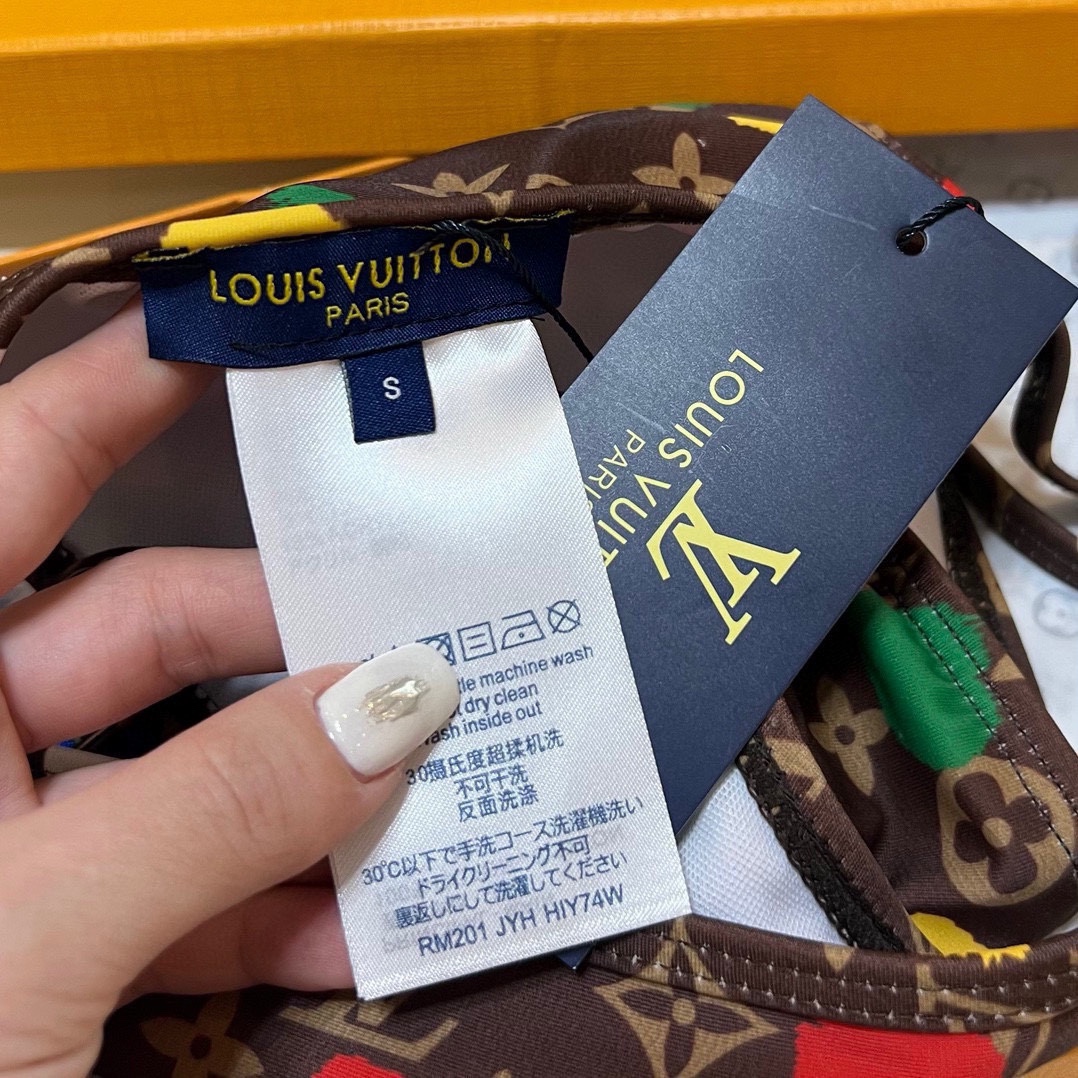 LOUIS VUITTON
PARIS
S
machine wash
dry clean
wash inside out
30摄氏度超揉机洗
不可干洗
反面洗涤
30℃以下で手洗コース洗濯機洗い
ドライクリーニング不可
裏返しにして洗濯してください
RM201 JYH HIY74W
LOUIS VUIT
PARIS
LV